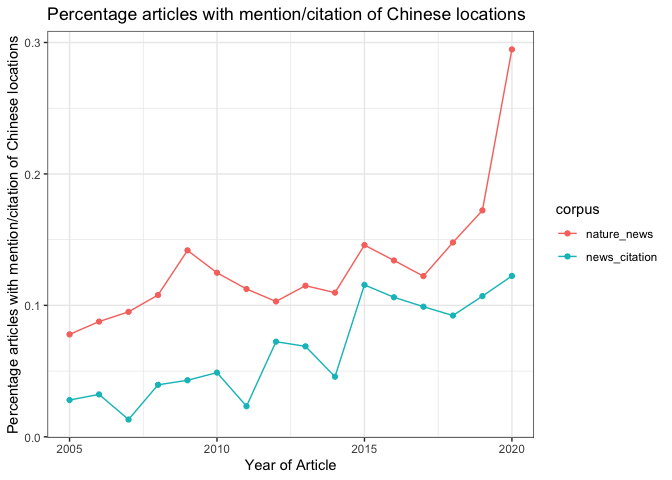 Percentage articles with mention/citation of Chinese locations
Percentage articles with mention/citation of Chinese locations
0.3
0.2
0.1
0.0
2005
2010
2015
2020
Year of Article
corpus
nature_news
news_citation